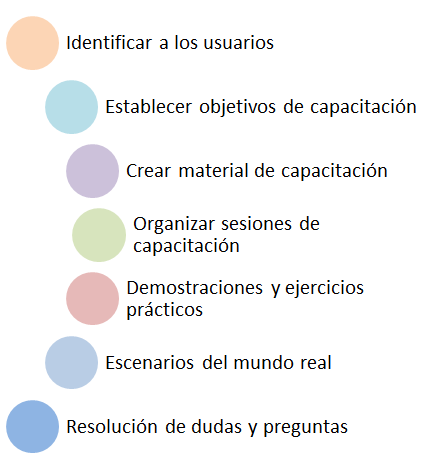 Identificar a los usuarios
Establecer objetivos de capacitación
Crear material de capacitación
Organizar sesiones de
capacitación
Demostraciones y ejercicios
prácticos
Escenarios del mundo real
Resolución de dudas y preguntas